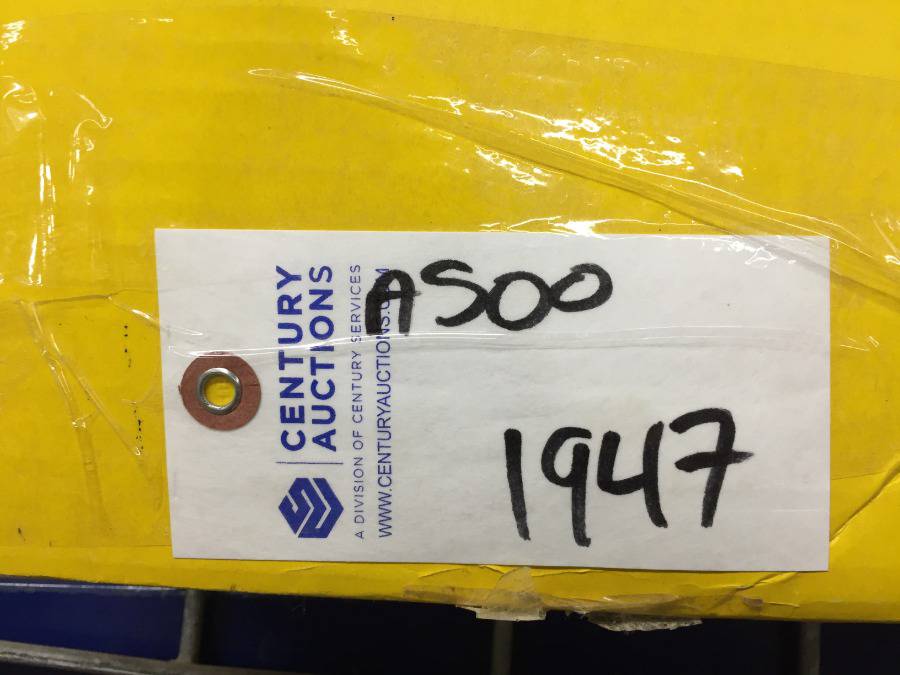 CENTURY
AUCTIONS
A DIVISION OF CENTURY SERVICES
WWW.CENTURYAUCTIONS.COM
A500
1947